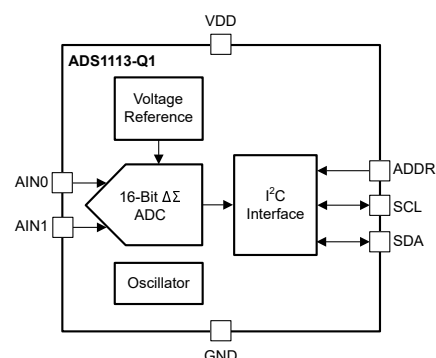 VDD
ADS1113-Q1
Voltage
Reference
AIN0
16-Bit ΔΣ
ADC
AIN1
I²C
Interface
ADDR
SCL
SDA
Oscillator
GND